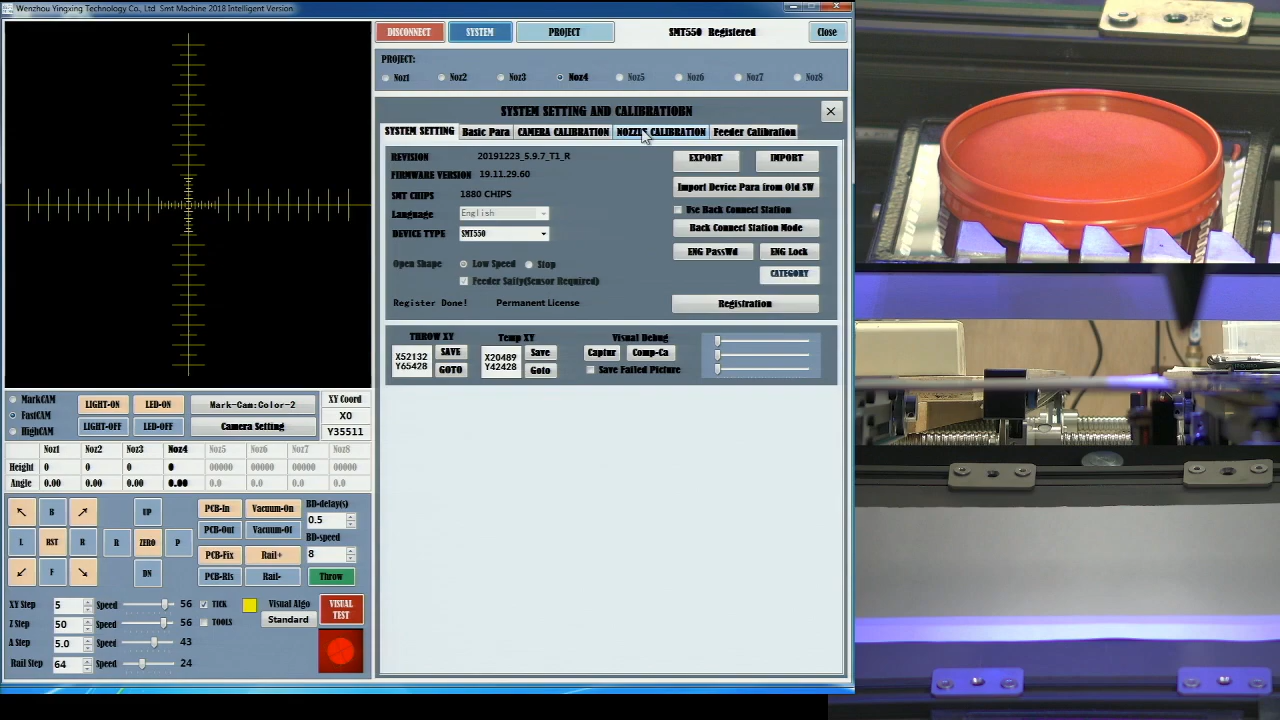 Wenzhou Yingxing Technology Co., Ltd Smt Machine 2018 Intelligent Version
DISCONNECT SYSTEM PROJECT SMT550 Registered Close
PROJECT:
Noz1 Noz2 Noz3 Noz4 Noz5 Noz6 Noz7 Noz8
SYSTEM SETTING AND CALIBRATIOBN
SYSTEM SETTING Basic Para CAMERA CALIBRATION NOZZLE CALIBRATION Feeder Calibration
REVISION 20191223_5.9.7_T1_R EXPORT IMPORT
FIRMWARE VERSION 19.11.29.60
SMT CHIPS 1880 CHIPS Import Device Para from Old SW
Language English Use Back Connect Station
DEVICE TYPE SMT550 Back Connect Station Mode
ENG PassWd ENG Lock
Open Shape Low Speed Stop CATEGORY
Feeder Saify(Sensor Required)
Register Done! Permanent License Registration
THROW XY Temp XY Visual Debug
X52132 SAVE X20489 Save Captur Comp-Ca
Y65428 GOTO Y42428 Goto Save Failed Picture
MarkCAM LIGHT-ON LED-ON Mark-Cam:Color-2 XY Coord
FastCAM X0
HighCAM LIGHT-OFF LED-OFF Camera Setting Y35511
Noz1 Noz2 Noz3 Noz4 Noz5 Noz6 Noz7 Noz8
Height 0 0 0 0 00000 00000 00000 00000
Angle 0.00 0.00 0.00 0.00 0.0 0.0 0.0 0.0
B UP PCB-In Vacuum-On BD-delay(s)
0.5
PCB-Out Vacuum-Of
L RST R R ZERO P BD-speed
PCB-Fix Rail+ 8
F DN PCB-Rls Rail- Throw
XY Step 5 Speed 56 TICK Visual Algo VISUAL TEST
Z Step 50 Speed 56 TOOLS Standard
A Step 5.0 Speed 43
Rail Step 64 Speed 24